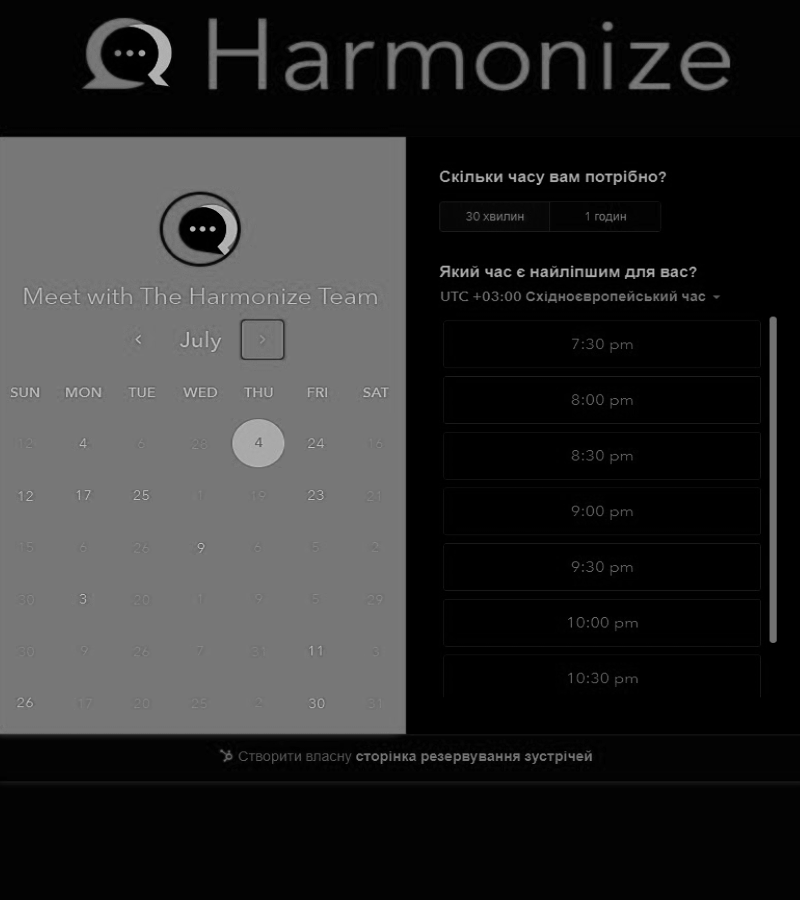 Harmonize
Meet with The Harmonize Team
July
SUN MON TUE WED THU FRI SAT
12 4 6 28 4 24 16
12 17 25 1 19 23 21
15 6 26 9 6 5 2
30 3 20 1 9 5 29
30 9 26 7 31 11 3
26 17 20 25 2 30 31
Скільки часу вам потрібно?
30 хвилин 1 годин
Який час є найліпшим для вас?
UTC +03:00 Східноєвропейський час
7:30 pm
8:00 pm
8:30 pm
9:00 pm
9:30 pm
10:00 pm
10:30 pm
Створити власну сторінка резервування зустрічей